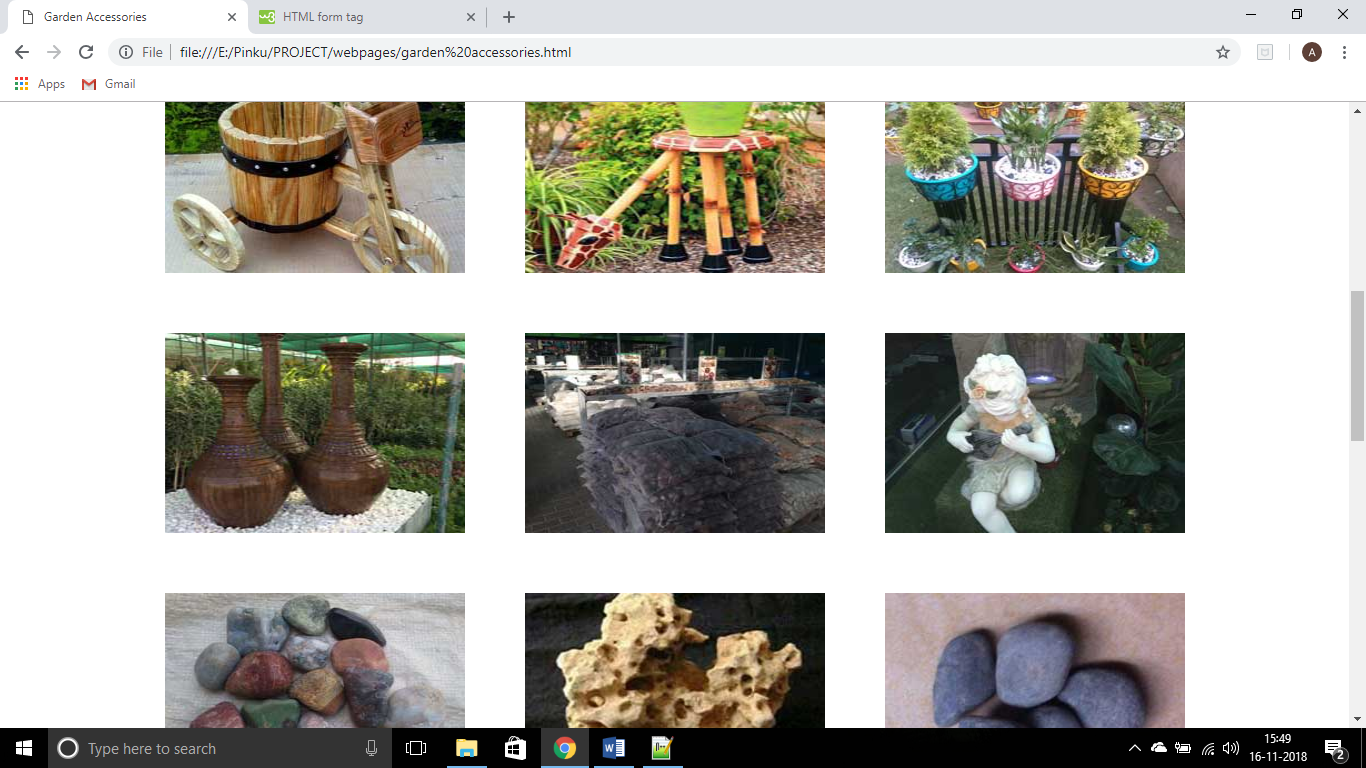 Garden Accessories
HTML form tag
File
file:///E:/Pinku/PROJECT/webpages/garden%20accessories.html
A
Apps
Gmail
Type here to search
15:49
16-11-2018
2